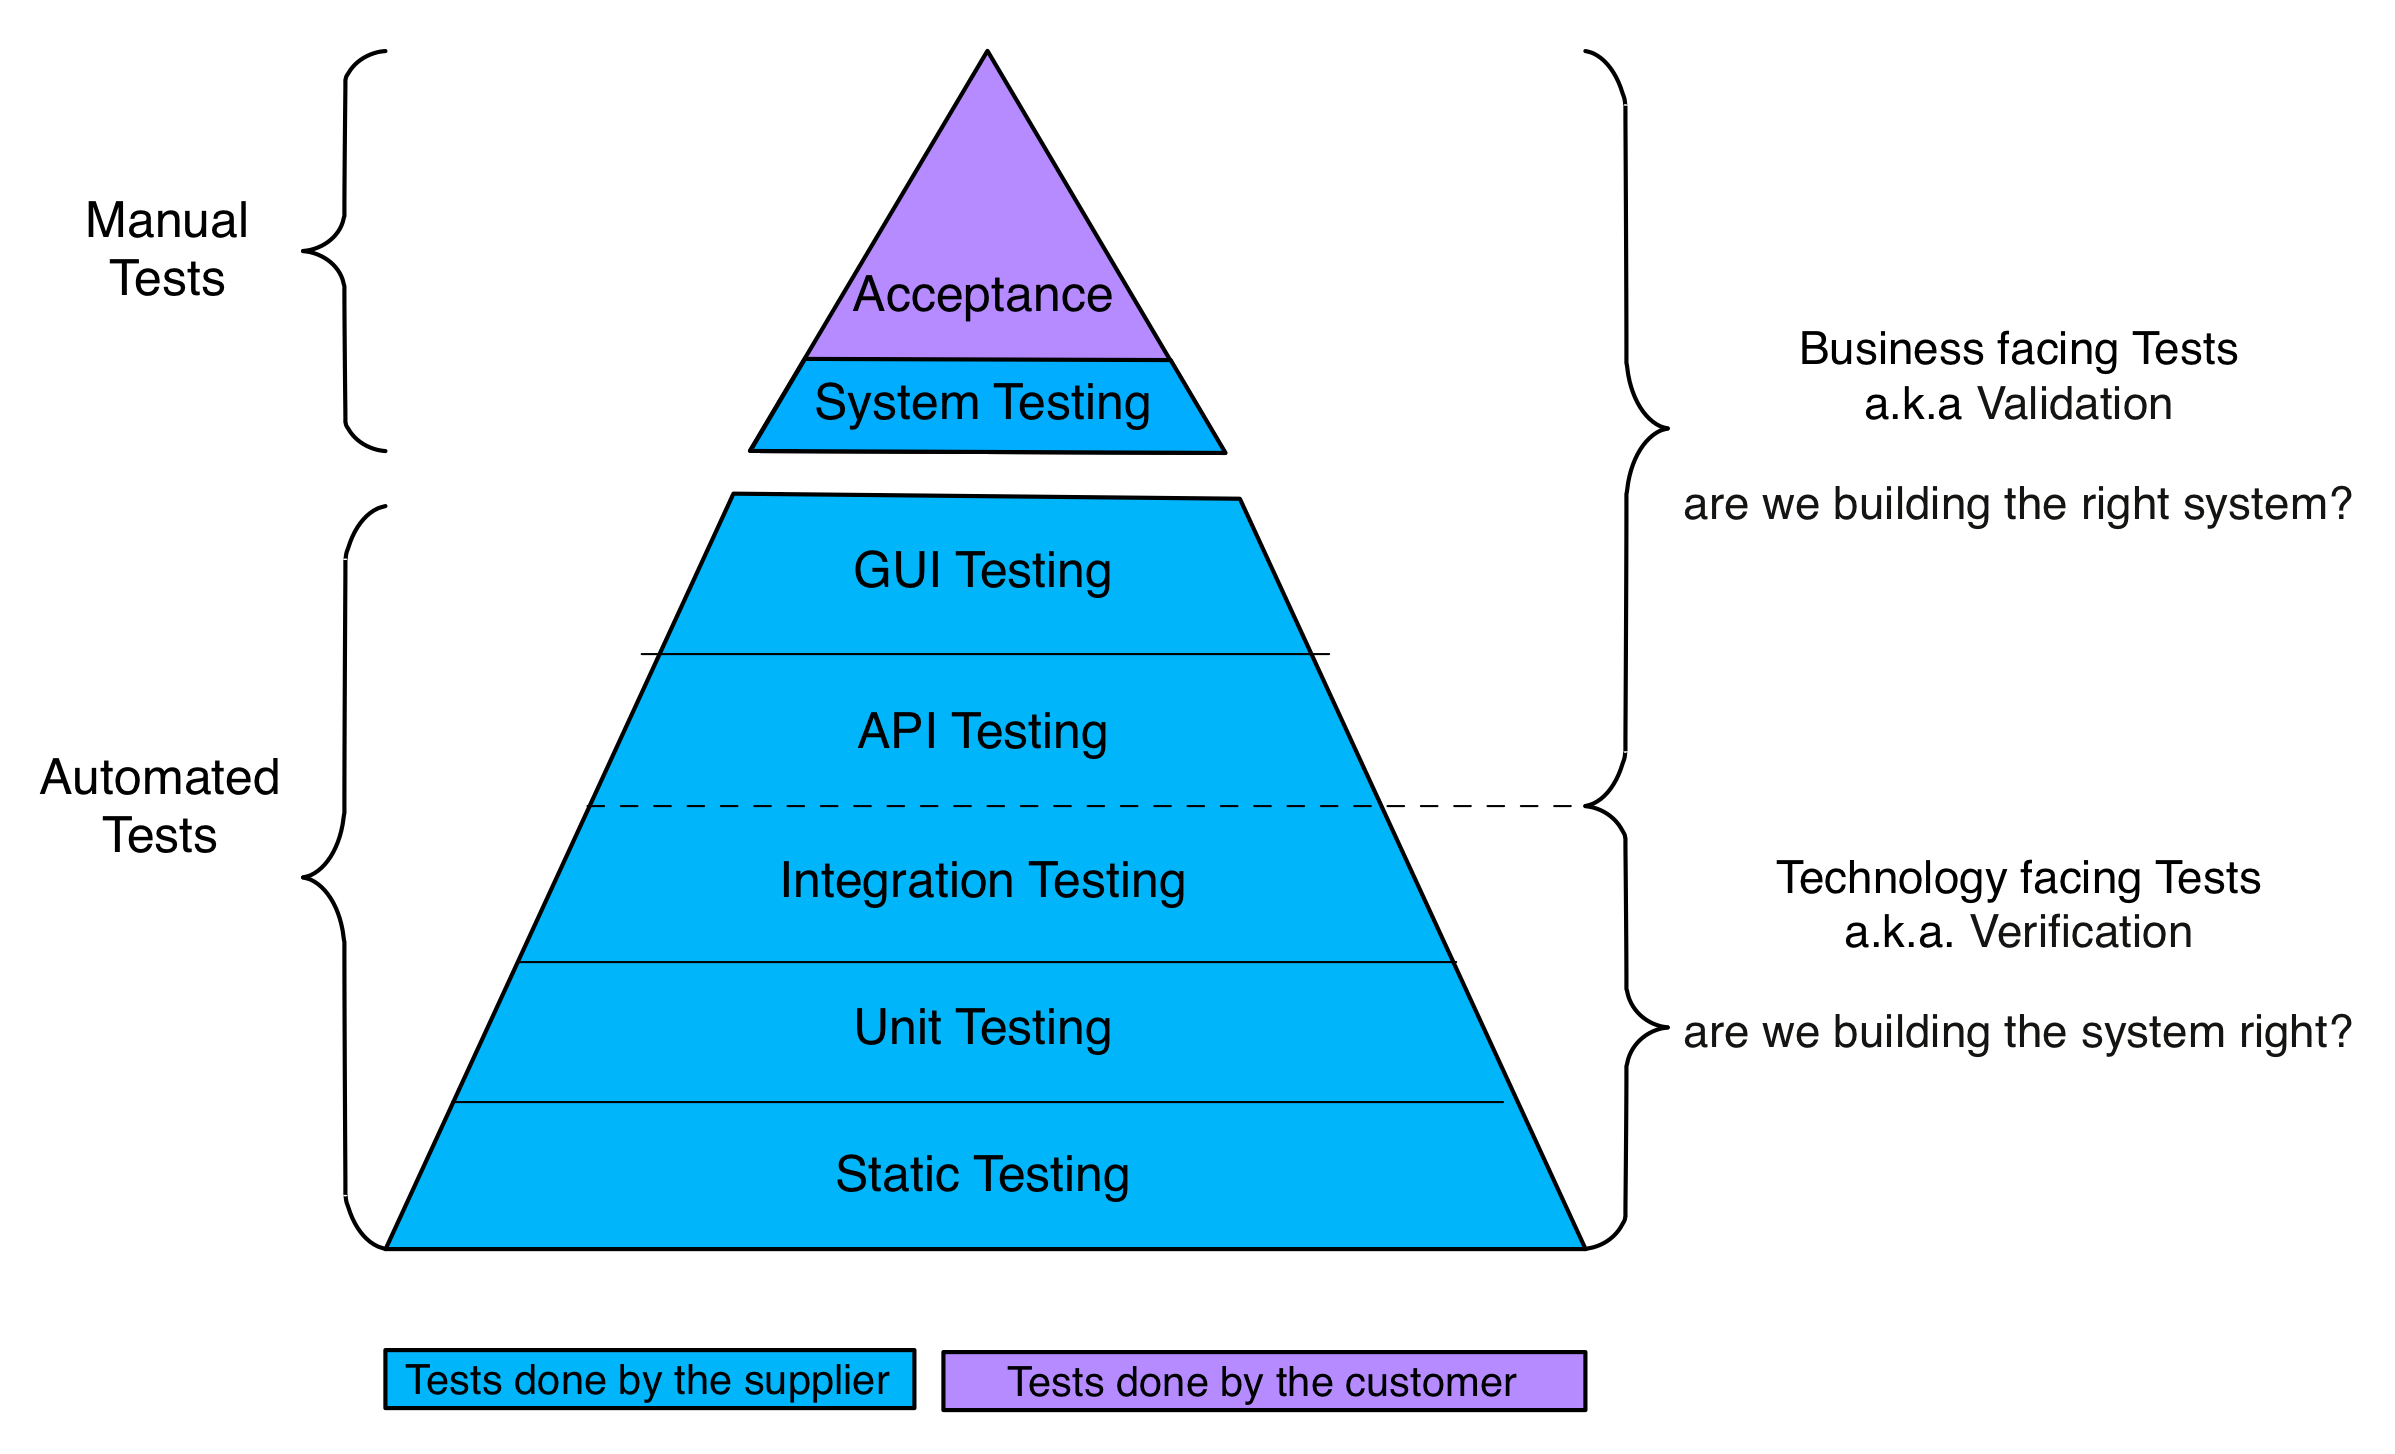 Manual
Tests
Acceptance
System Testing
Business facing Tests
a.k.a Validation
are we building the right system?
GUI Testing
API Testing
Automated
Tests
Integration Testing
Unit Testing
Static Testing
Technology facing Tests
a.k.a. Verification
are we building the system right?
Tests done by the supplier
Tests done by the customer